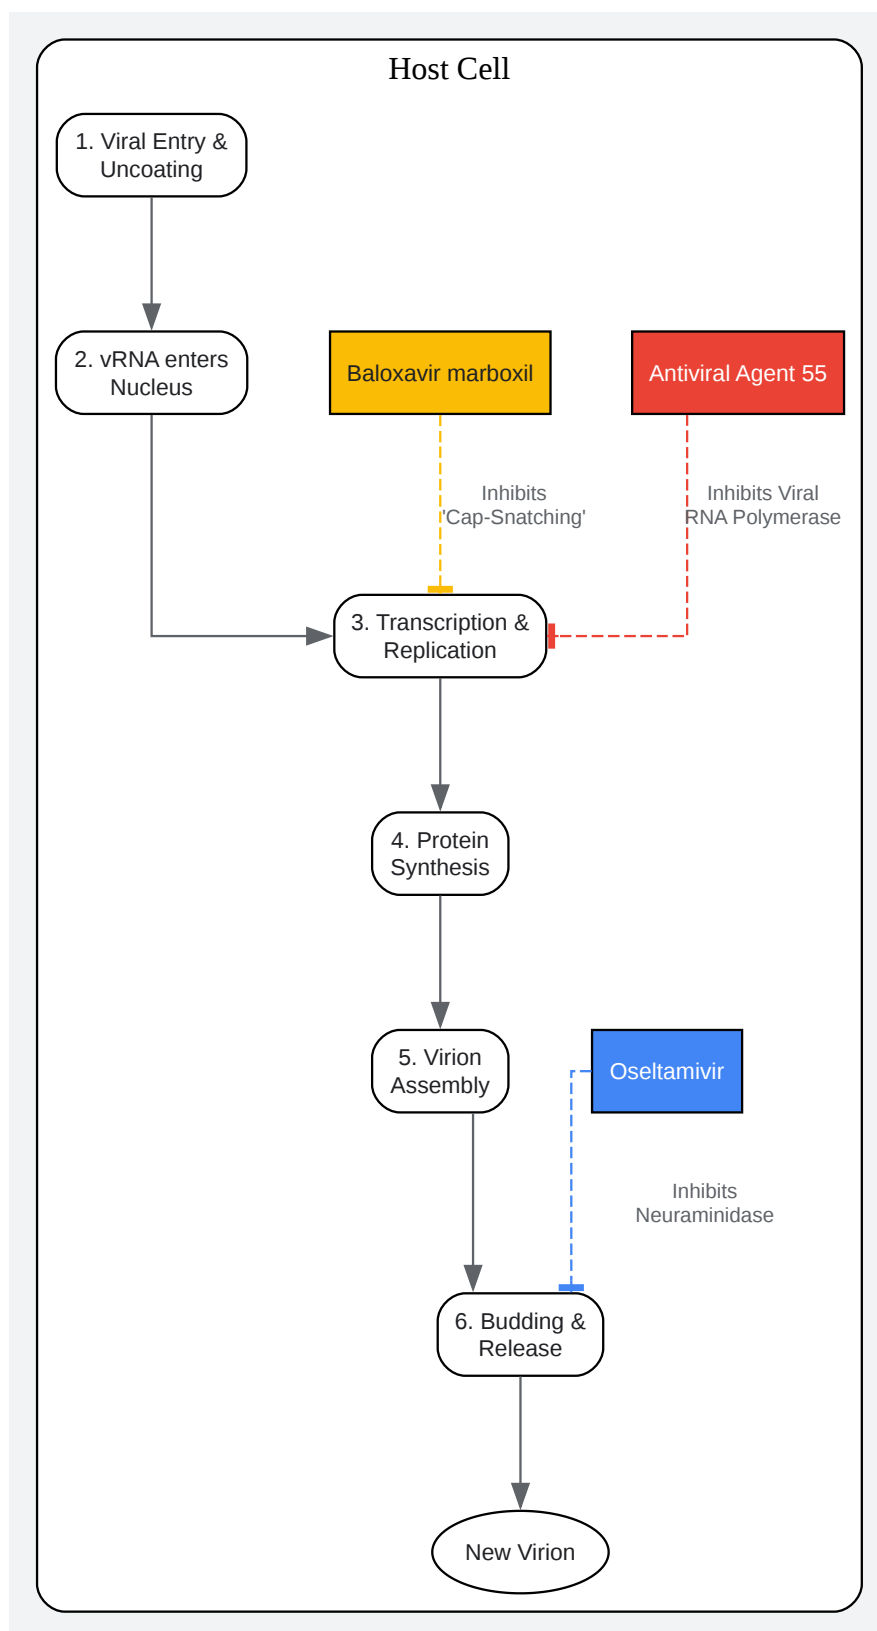 Host Cell
1. Viral Entry &
Uncoating
2. vRNA enters
Nucleus
Baloxavir marboxil
Antiviral Agent 55
Inhibits
'Cap-Snatching'
Inhibits Viral
RNA Polymerase
3. Transcription &
Replication
4. Protein
Synthesis
5. Virion
Assembly
Oseltamivir
Inhibits
Neuraminidase
6. Budding &
Release
New Virion